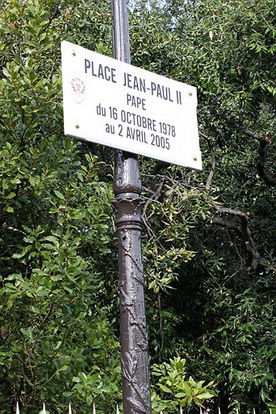 PLACE JEAN-PAUL II
PAPE
du 16 OCTOBRE 1978
au 2 AVRIL 2005